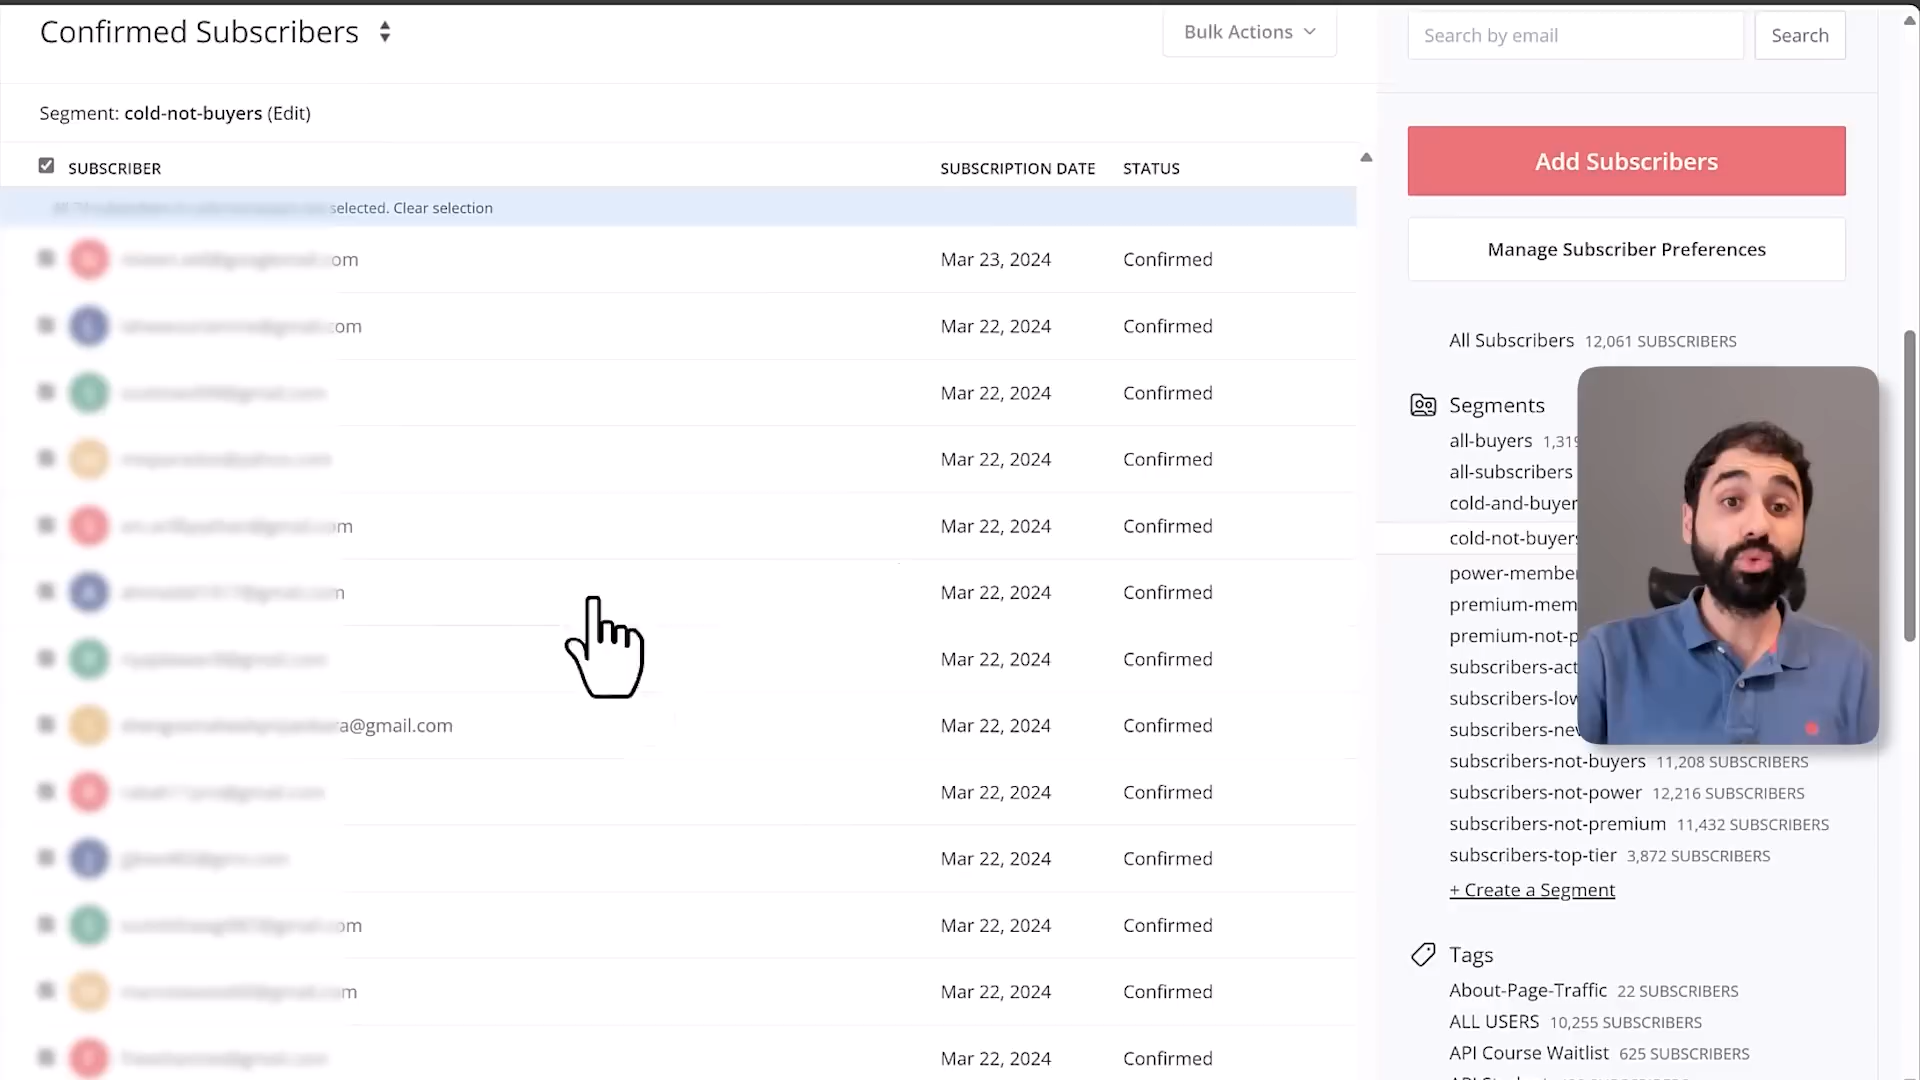 Confirmed Subscribers
Bulk Actions
Search by email
Search
Segment: cold-not-buyers (Edit)
SUBSCRIBER
SUBSCRIPTION DATE
STATUS
selected. Clear selection
Add Subscribers
Manage Subscriber Preferences
om
Mar 23, 2024
Confirmed
com
Mar 22, 2024
Confirmed
Mar 22, 2024
Confirmed
Mar 22, 2024
Confirmed
om
Mar 22, 2024
Confirmed
m
Mar 22, 2024
Confirmed
Mar 22, 2024
Confirmed
a@gmail.com
Mar 22, 2024
Confirmed
Mar 22, 2024
Confirmed
Mar 22, 2024
Confirmed
om
Mar 22, 2024
Confirmed
m
Mar 22, 2024
Confirmed
Mar 22, 2024
Confirmed
All Subscribers 12,061 SUBSCRIBERS
Segments
all-buyers 1,319
all-subscribers
cold-and-buyer
cold-not-buyers
power-membe
premium-mem
premium-not-p
subscribers-act
subscribers-low
subscribers-nev
subscribers-not-buyers 11,208 SUBSCRIBERS
subscribers-not-power 12,216 SUBSCRIBERS
subscribers-not-premium 11,432 SUBSCRIBERS
subscribers-top-tier 3,872 SUBSCRIBERS
+ Create a Segment
Tags
About-Page-Traffic 22 SUBSCRIBERS
ALL USERS 10,255 SUBSCRIBERS
API Course Waitlist 625 SUBSCRIBERS